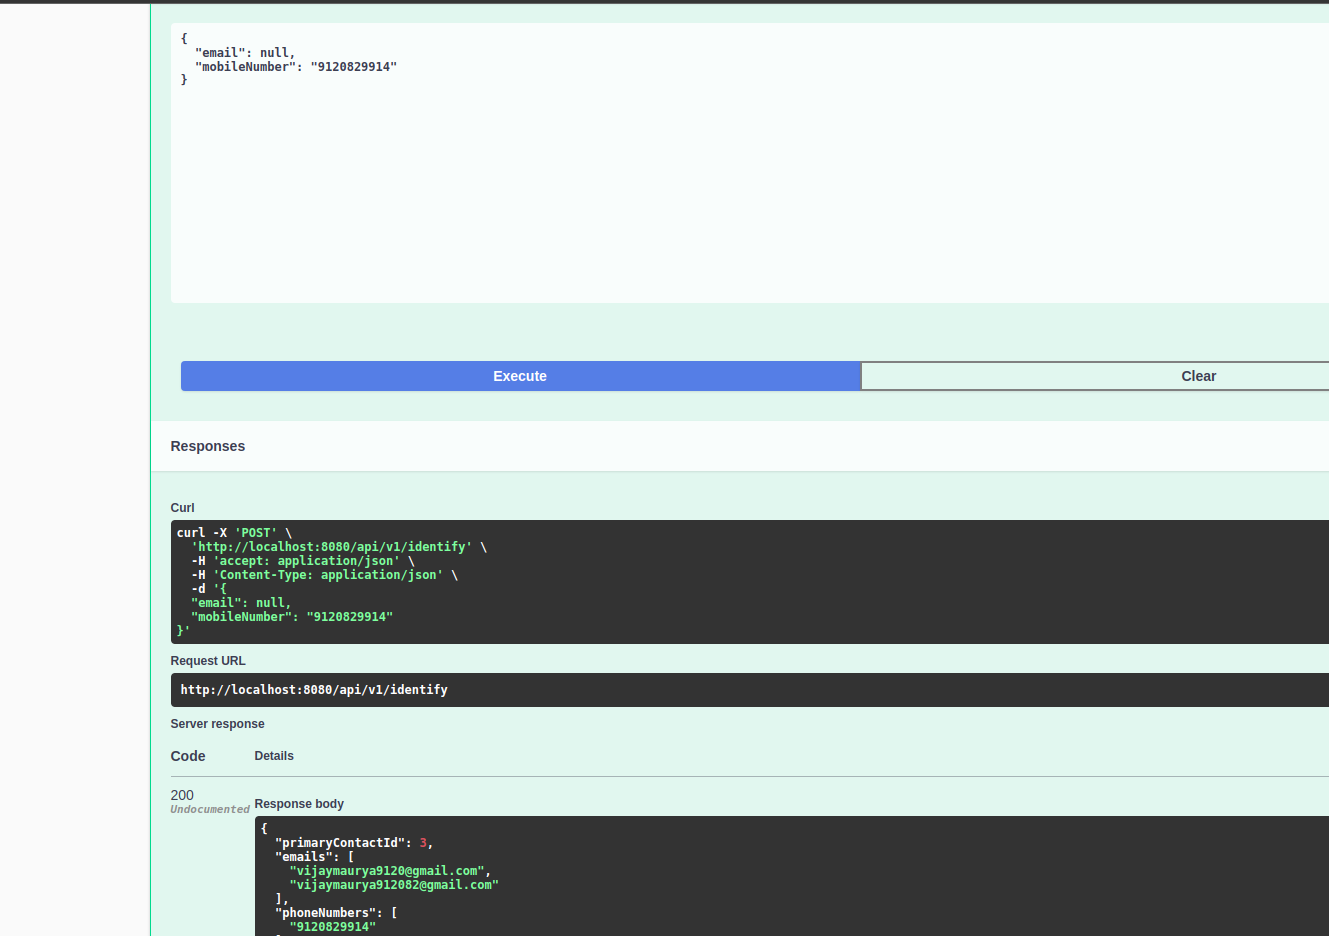 {
  "email": null,
  "mobileNumber": "9120829914"
}
Execute
Clear
Responses
Curl
curl -X 'POST' \
  'http://localhost:8080/api/v1/identify' \
  -H 'accept: application/json' \
  -H 'Content-Type: application/json' \
  -d '{
  "email": null,
  "mobileNumber": "9120829914"
}'
Request URL
http://localhost:8080/api/v1/identify
Server response
Code Details
200
Undocumented
Response body
{
  "primaryContactId": 3,
  "emails": [
    "vijaymaurya9120@gmail.com",
    "vijaymaurya912082@gmail.com"
  ],
  "phoneNumbers": [
    "9120829914"